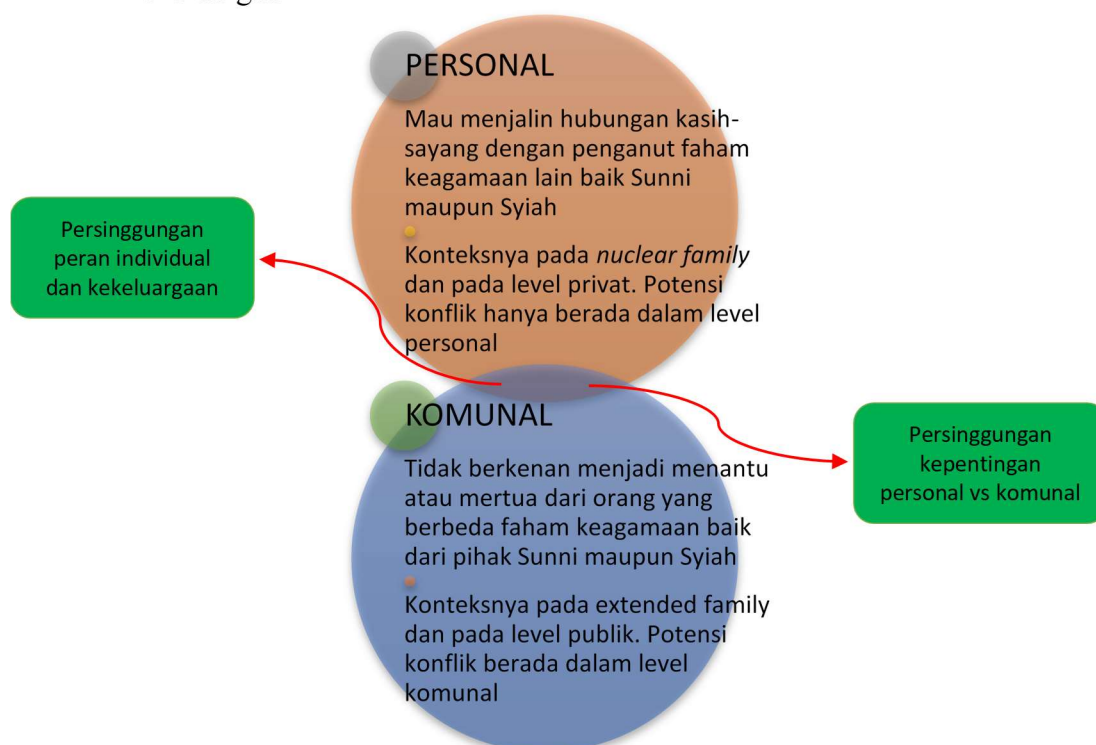 PERSONAL
Mau menjalin hubungan kasih-
sayang dengan penganut faham
keagamaan lain baik Sunni
maupun Syiah
Konteksnya pada nuclear family
dan pada level privat. Potensi
konflik hanya berada dalam level
personal
Persinggungan
peran individual
dan kekeluargaan
KOMUNAL
Tidak berkenan menjadi menantu
atau mertua dari orang yang
berbeda faham keagamaan baik
dari pihak Sunni maupun Syiah
Konteksnya pada extended family
dan pada level publik. Potensi
konflik berada dalam level
komunal
Persinggungan
kepentingan
personal vs komunal